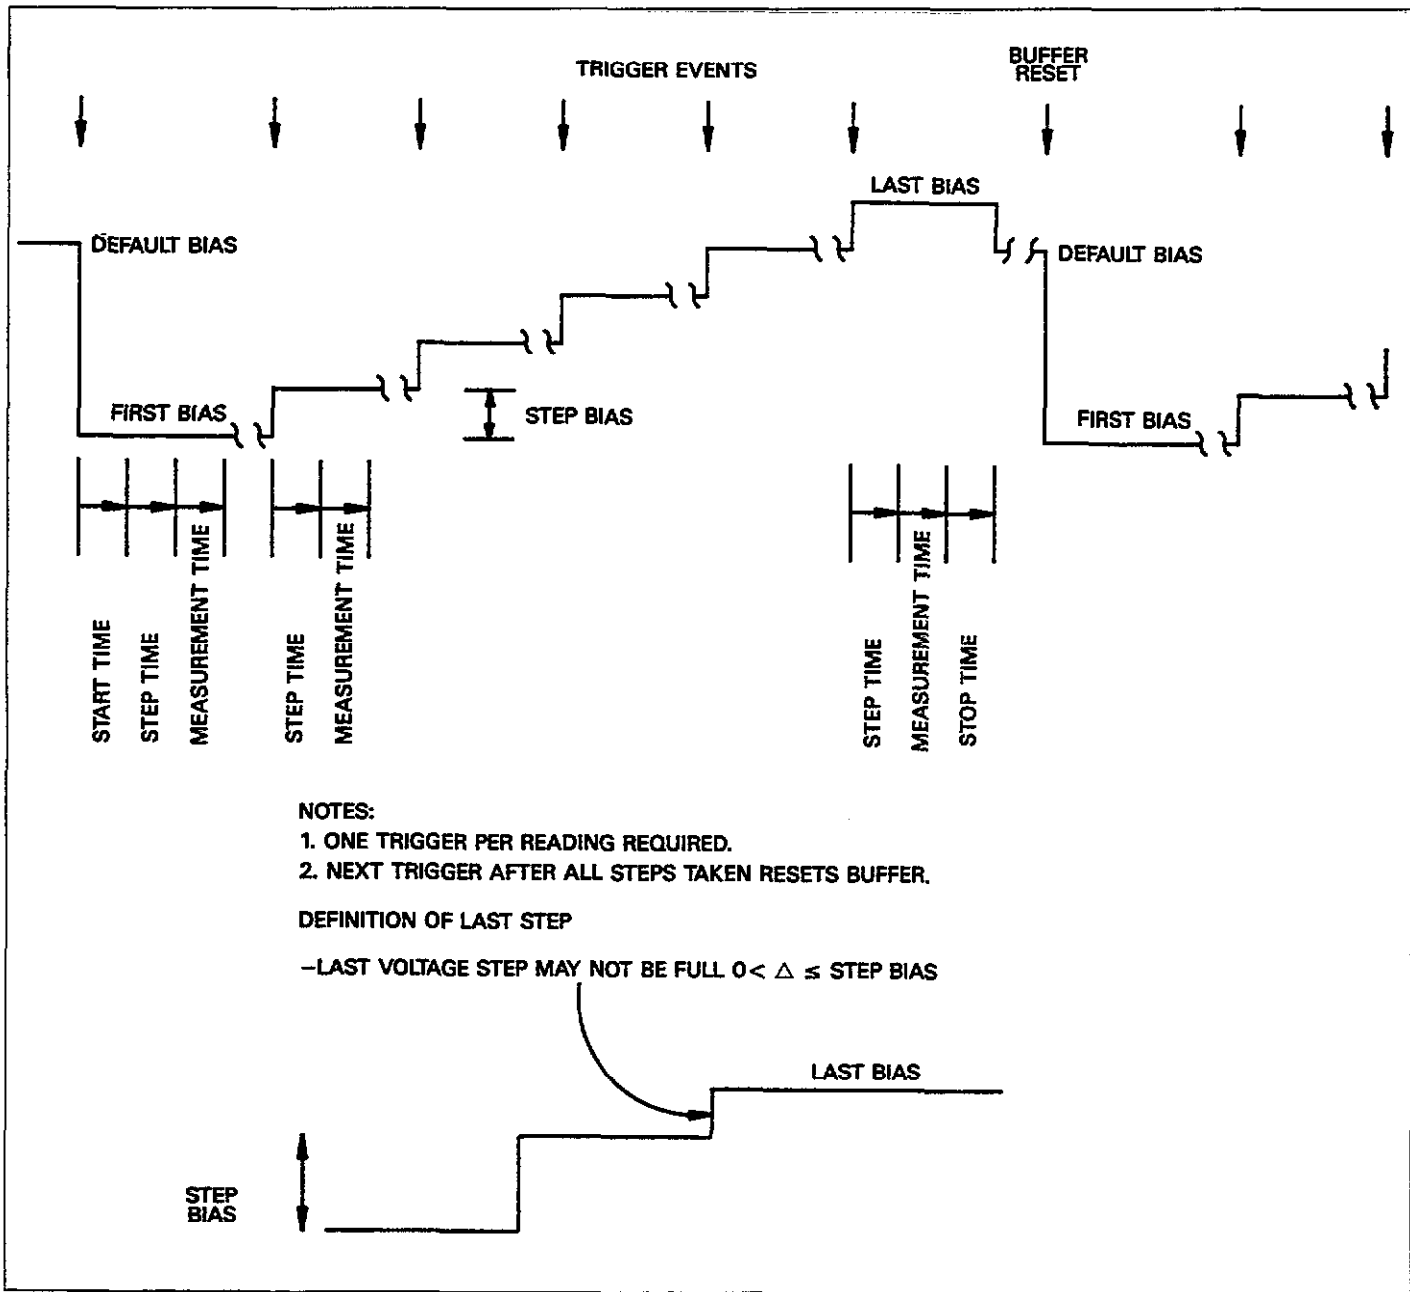 TRIGGER EVENTS
BUFFER
RESET
LAST BIAS
DEFAULT BIAS
DEFAULT BIAS
FIRST BIAS
STEP BIAS
FIRST BIAS
START TIME
STEP TIME
MEASUREMENT TIME
STEP TIME
MEASUREMENT TIME
STEP TIME
MEASUREMENT TIME
STOP TIME
NOTES:
1. ONE TRIGGER PER READING REQUIRED.
2. NEXT TRIGGER AFTER ALL STEPS TAKEN RESETS BUFFER.
DEFINITION OF LAST STEP
–LAST VOLTAGE STEP MAY NOT BE FULL 0< △ ≤ STEP BIAS
LAST BIAS
STEP
BIAS